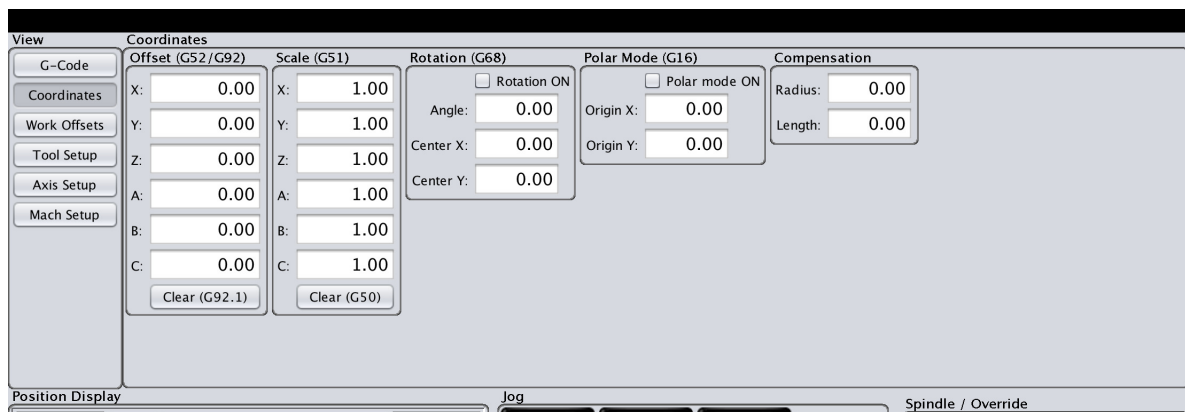 View
G-Code
Coordinates
Work Offsets
Tool Setup
Axis Setup
Mach Setup
Coordinates
Offset (G52/G92)
X: 0.00
Y: 0.00
Z: 0.00
A: 0.00
B: 0.00
C: 0.00
Clear (G92.1)
Scale (G51)
X: 1.00
Y: 1.00
Z: 1.00
A: 1.00
B: 1.00
C: 1.00
Clear (G50)
Rotation (G68)
Rotation ON
Angle: 0.00
Center X: 0.00
Center Y: 0.00
Polar Mode (G16)
Polar mode ON
Origin X: 0.00
Origin Y: 0.00
Compensation
Radius: 0.00
Length: 0.00
Position Display
Jog
Spindle / Override